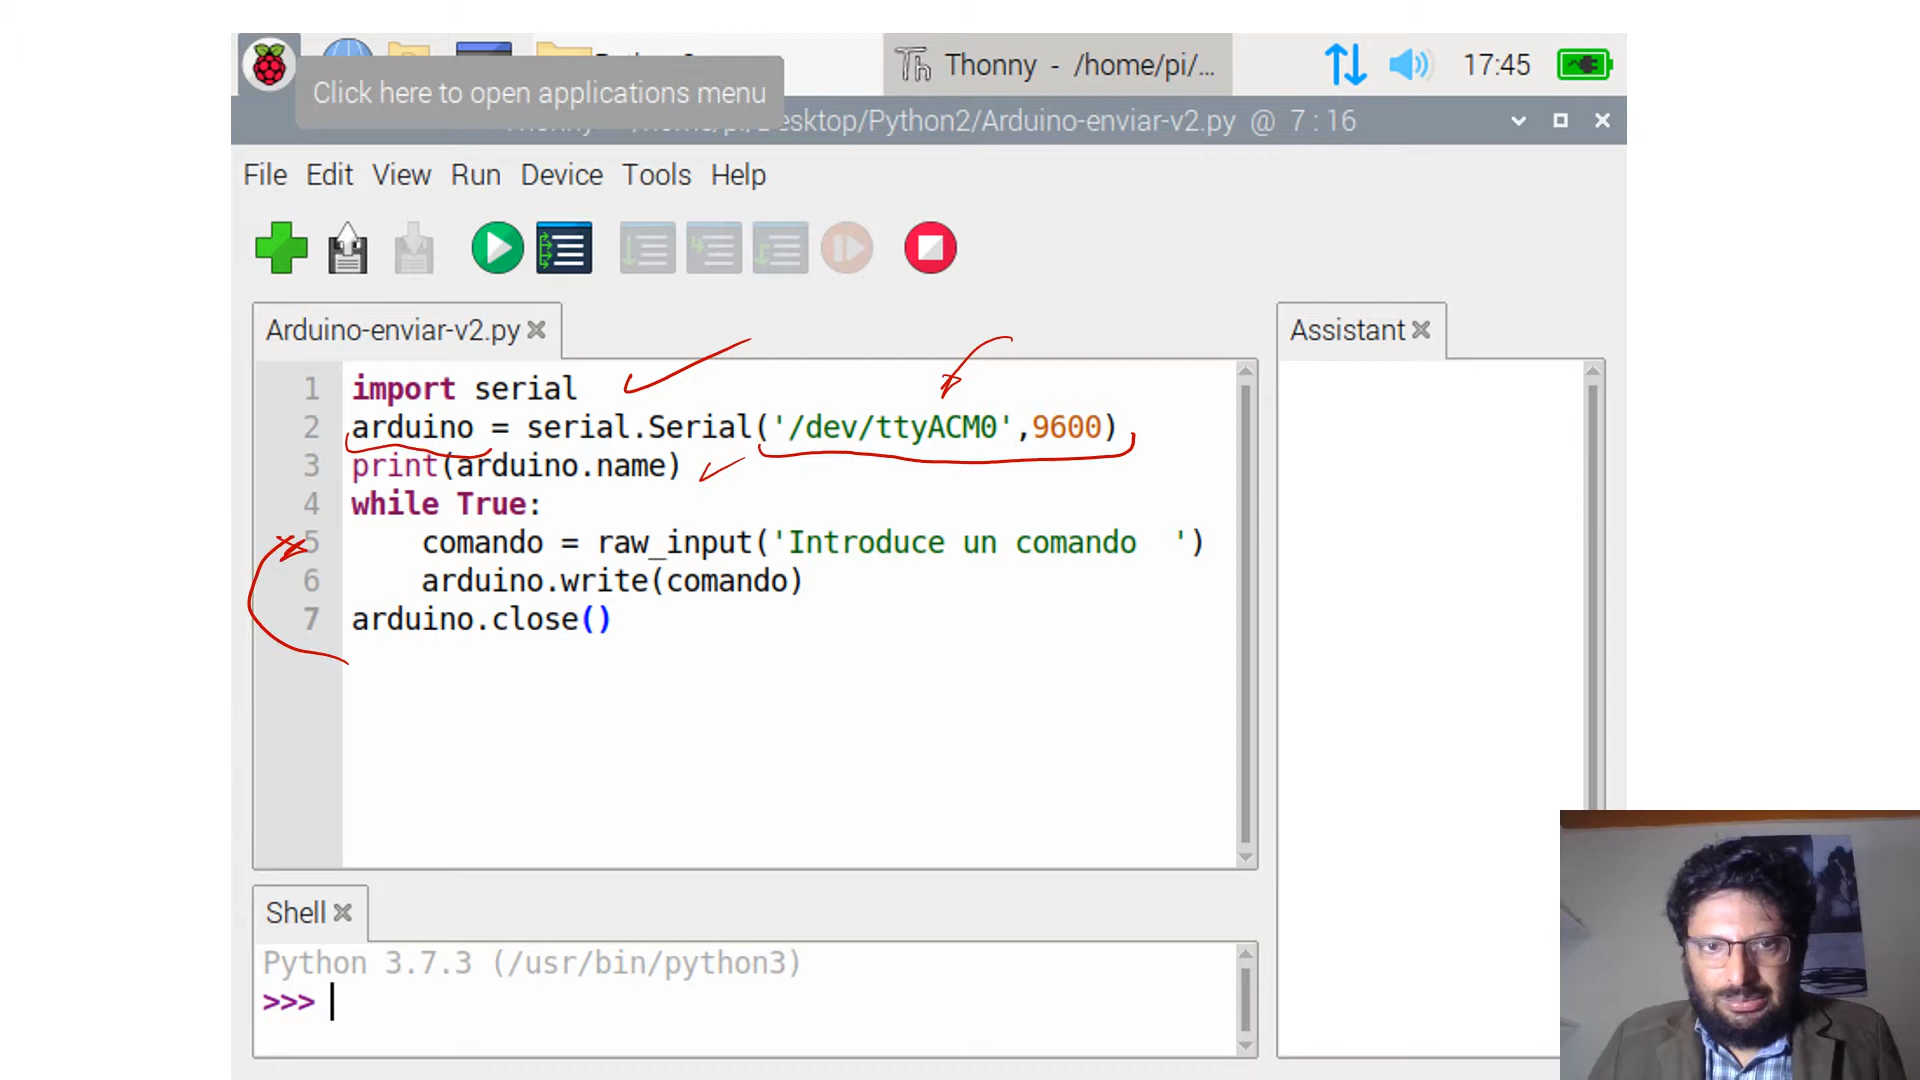 Thonny - /home/pi/...
17:45
Click here to open applications menu
esktop/Python2/Arduino-enviar-v2.py @ 7 : 16
File Edit View Run Device Tools Help
Arduino-enviar-v2.py
Assistant
1 import serial
2 arduino = serial.Serial('/dev/ttyACM0',9600)
3 print(arduino.name)
4 while True:
5 comando = raw_input('Introduce un comando  ')
6 arduino.write(comando)
7 arduino.close()
Shell
Python 3.7.3 (/usr/bin/python3)
>>>